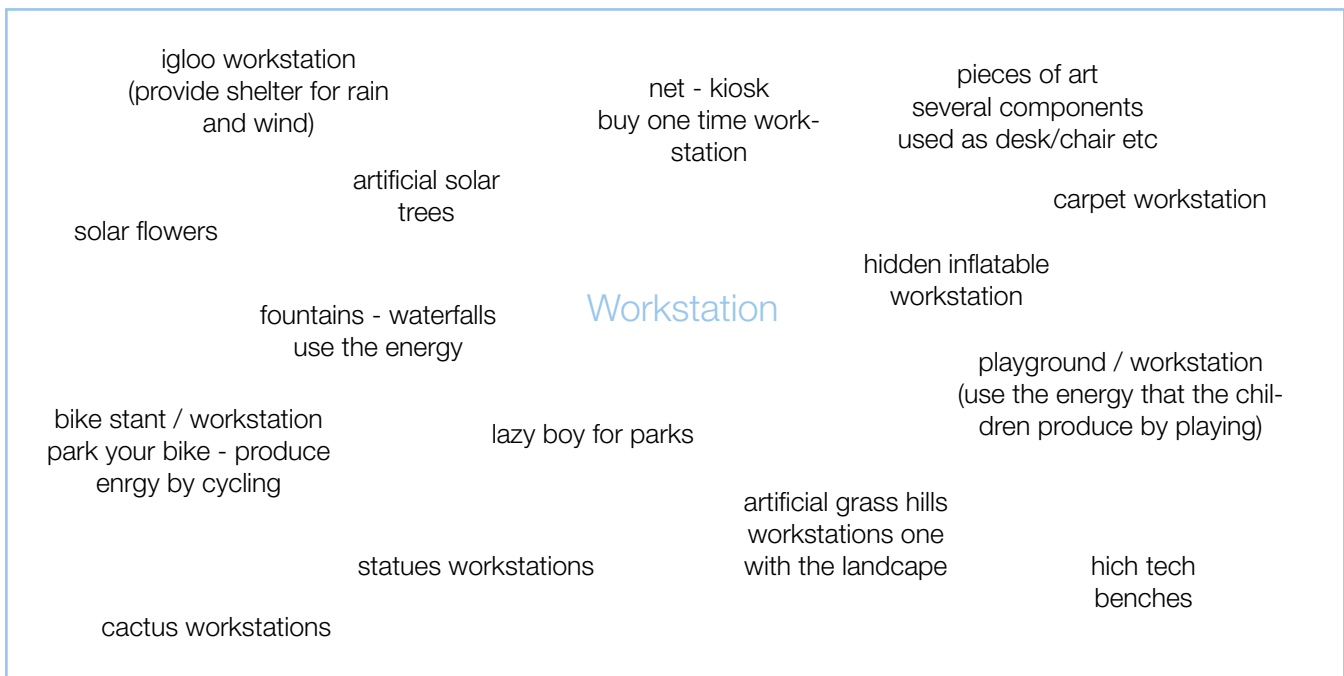 igloo workstation
(provide shelter for rain
and wind)
net - kiosk
buy one time work-
station
pieces of art
several components
used as desk/chair etc
artificial solar
trees
carpet workstation
solar flowers
hidden inflatable
workstation
Workstation
fountains - waterfalls
use the energy
playground / workstation
(use the energy that the chil-
dren produce by playing)
bike stant / workstation
park your bike - produce
enrgy by cycling
lazy boy for parks
artificial grass hills
workstations one
with the landcape
statues workstations
hich tech
benches
cactus workstations